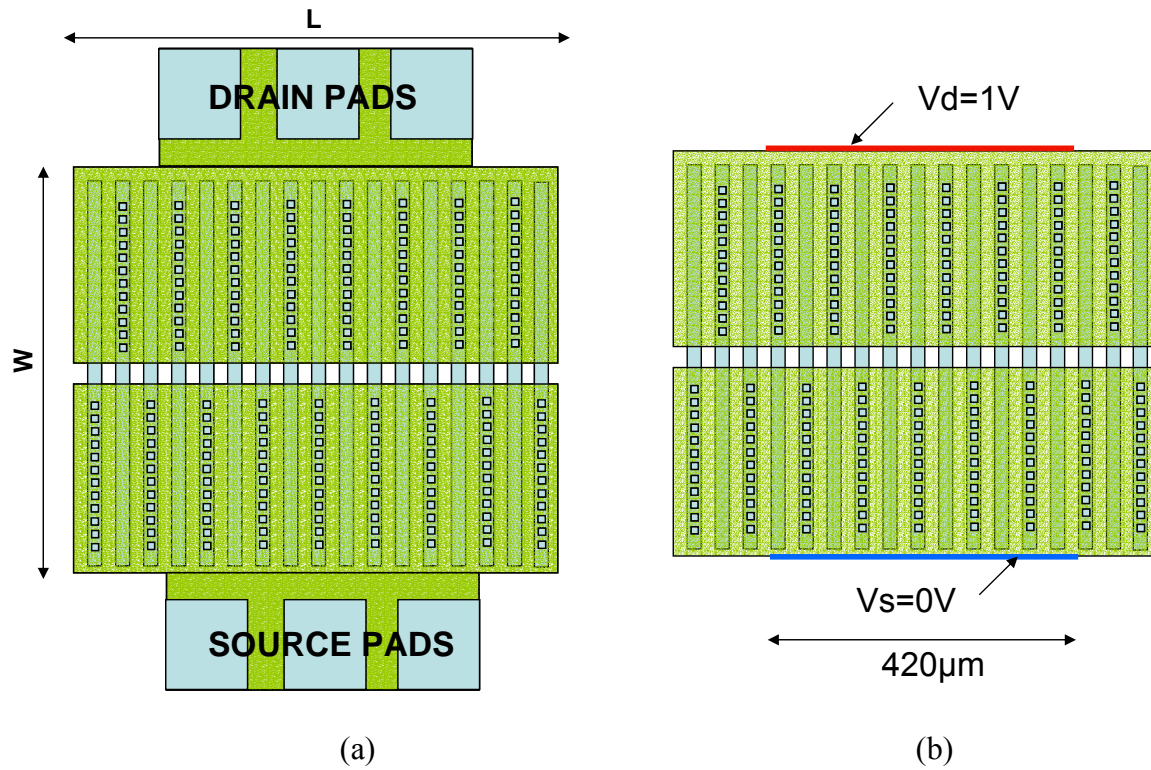 L
DRAIN PADS
W
SOURCE PADS
(a)
Vd=1V
Vs=0V
420µm
(b)